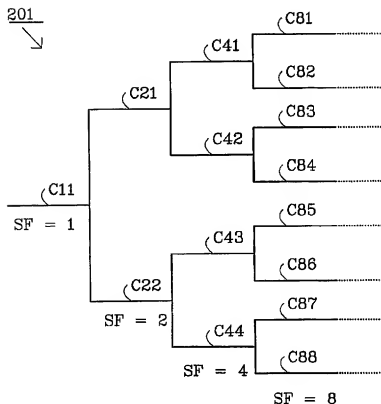 201
C81
C41
C82
C21
C83
C42
C84
C11
SF = 1
C85
C43
C86
C22
SF = 2
C87
C44
SF = 4
C88
SF = 8